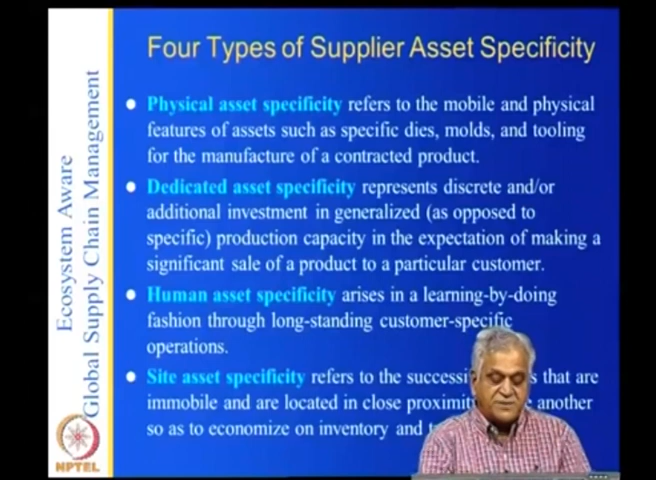 Four Types of Supplier Asset Specificity
Physical asset specificity refers to the mobile and physical
features of assets such as specific dies, molds, and tooling
for the manufacture of a contracted product.
Dedicated asset specificity represents discrete and/or
additional investment in generalized (as opposed to
specific) production capacity in the expectation of making a
significant sale of a product to a particular customer.
Human asset specificity arises in a learning-by-doing
fashion through long-standing customer-specific
operations.
Site asset specificity refers to the that are
immobile and are located in close another
so as to economize on inventory and
Ecosystem Aware
Global Supply Chain Management
NPTEL